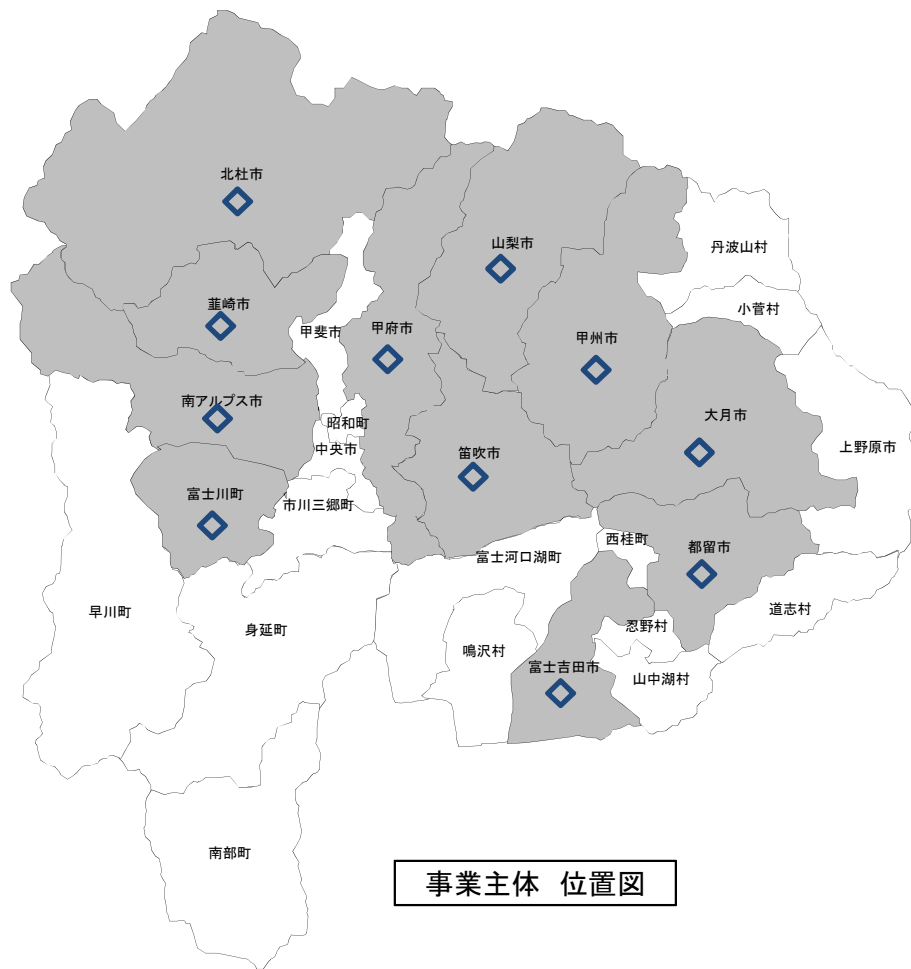 北杜市
山梨市
丹波山村
韮崎市
小菅村
甲斐市
甲府市
甲州市
南アルプス市
大月市
昭和町
中央市
上野原市
笛吹市
富士川町
市川三郷町
西桂町
都留市
富士河口湖町
早川町
道志村
身延町
忍野村
鳴沢村
富士吉田市
山中湖村
南部町
事業主体 位置図